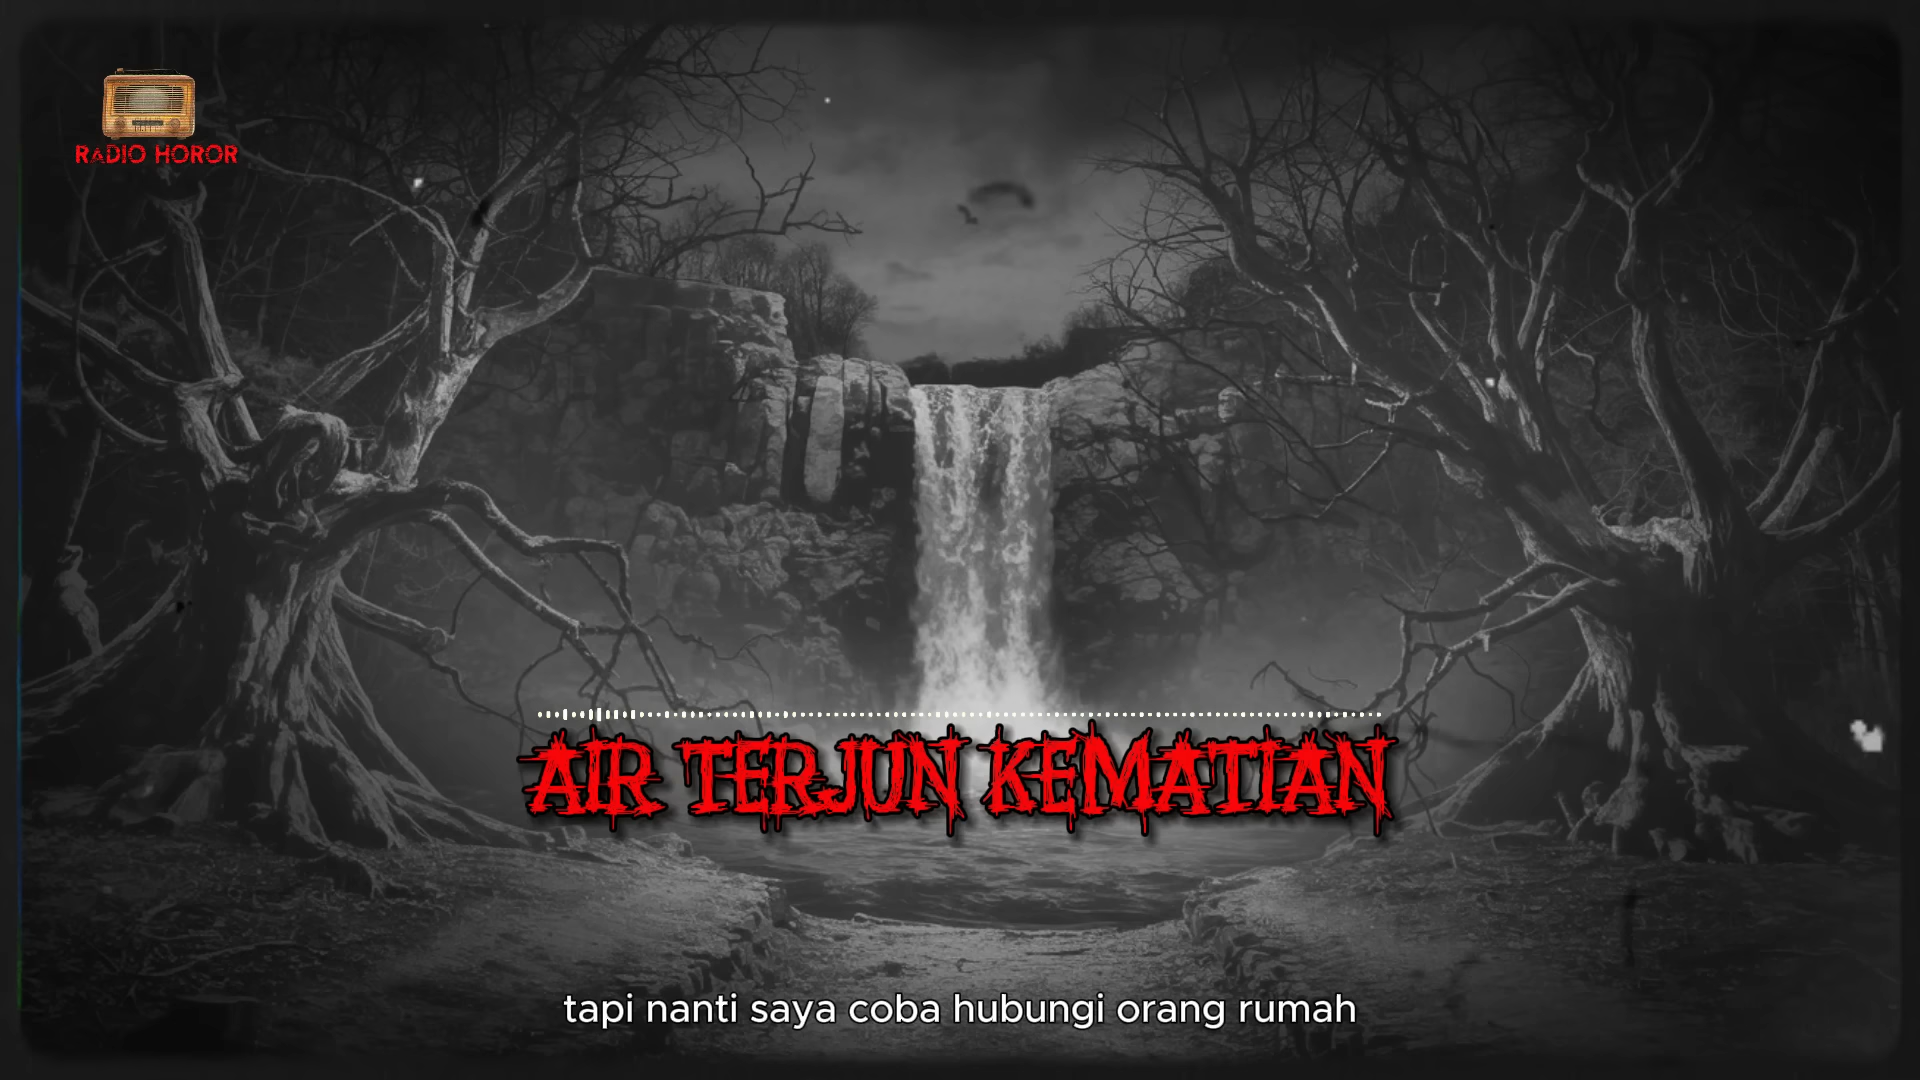 RADIO HOROR
AIR TERJUN KEMATIAN
tapi nanti saya coba hubungi orang rumah